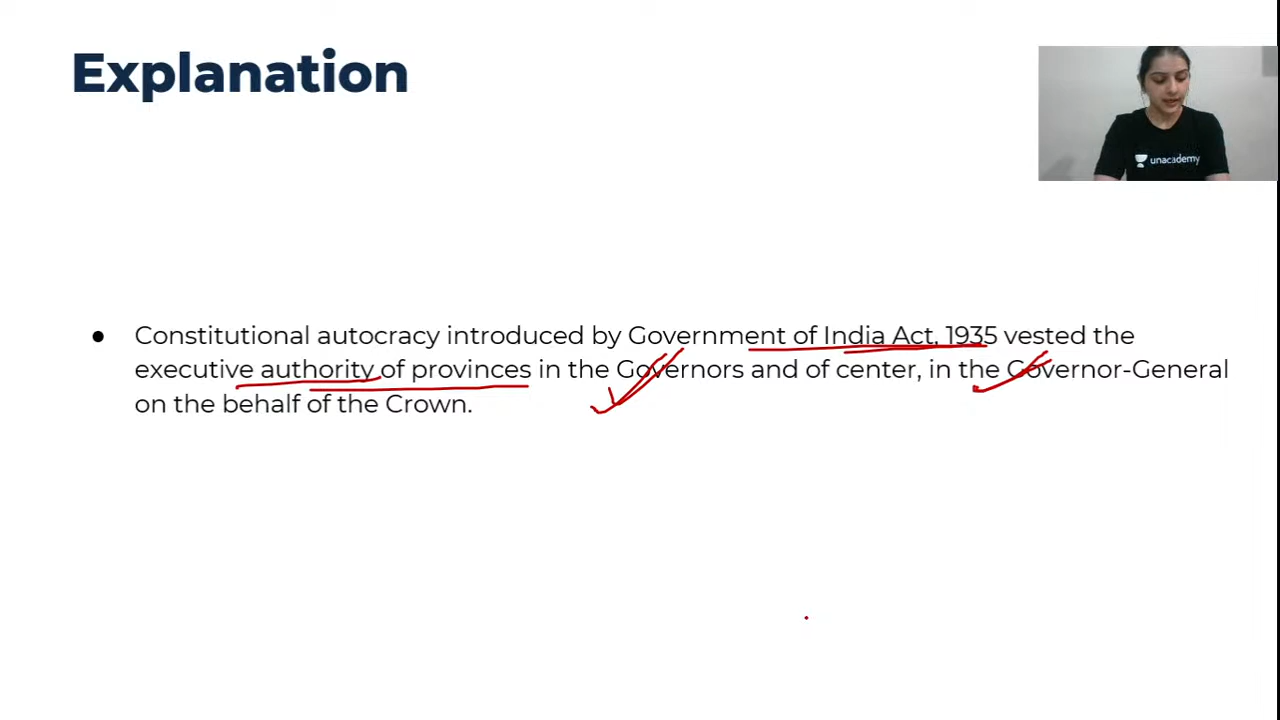 Explanation
unacademy
● Constitutional autocracy introduced by Government of India Act, 1935 vested the
executive authority of provinces in the Governors and of center, in the Governor-General
on the behalf of the Crown.